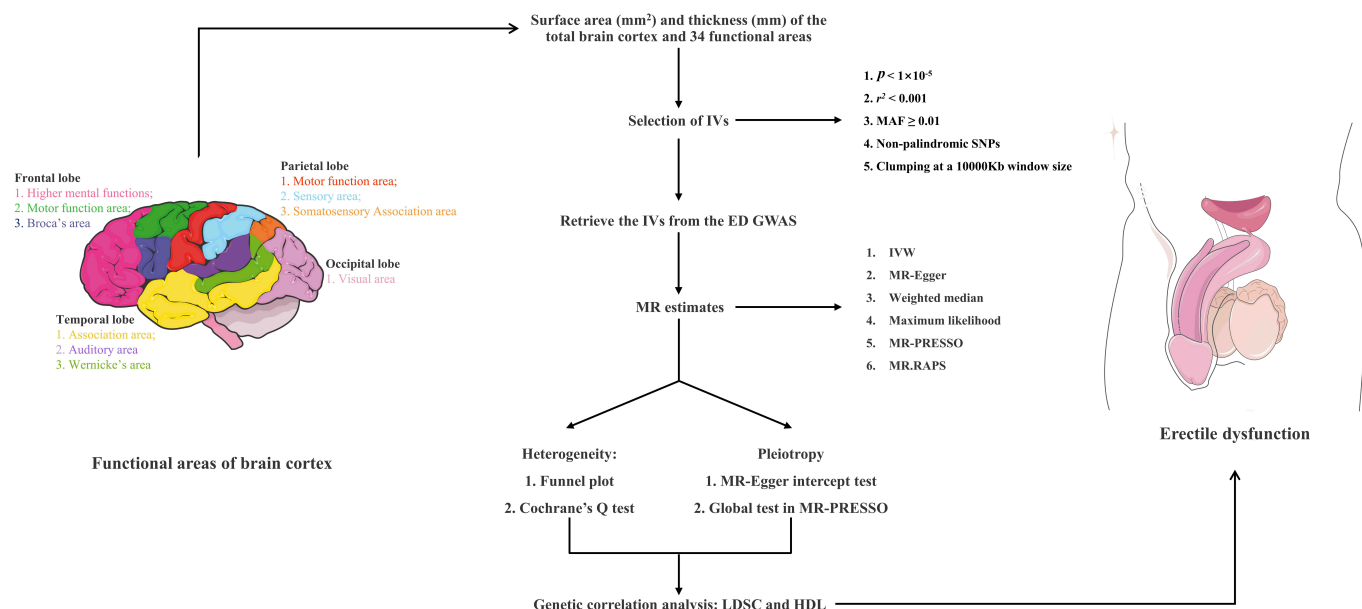 Surface area (mm²) and thickness (mm) of the
total brain cortex and 34 functional areas
Selection of IVs
1. p < 1×10⁻⁵
2. r² < 0.001
3. MAF ≥ 0.01
4. Non-palindromic SNPs
5. Clumping at a 10000Kb window size
Frontal lobe
1. Higher mental functions;
2. Motor function area;
3. Broca's area
Parietal lobe
1. Motor function area;
2. Sensory area;
3. Somatosensory Association area
Occipital lobe
1. Visual area
Temporal lobe
1. Association area;
2. Auditory area
3. Wernicke's area
Functional areas of brain cortex
Retrieve the IVs from the ED GWAS
MR estimates
1. IVW
2. MR-Egger
3. Weighted median
4. Maximum likelihood
5. MR-PRESSO
6. MR.RAPS
Heterogeneity:
1. Funnel plot
2. Cochrane's Q test
Pleiotropy
1. MR-Egger intercept test
2. Global test in MR-PRESSO
Genetic correlation analysis: LDSC and HDL
Erectile dysfunction